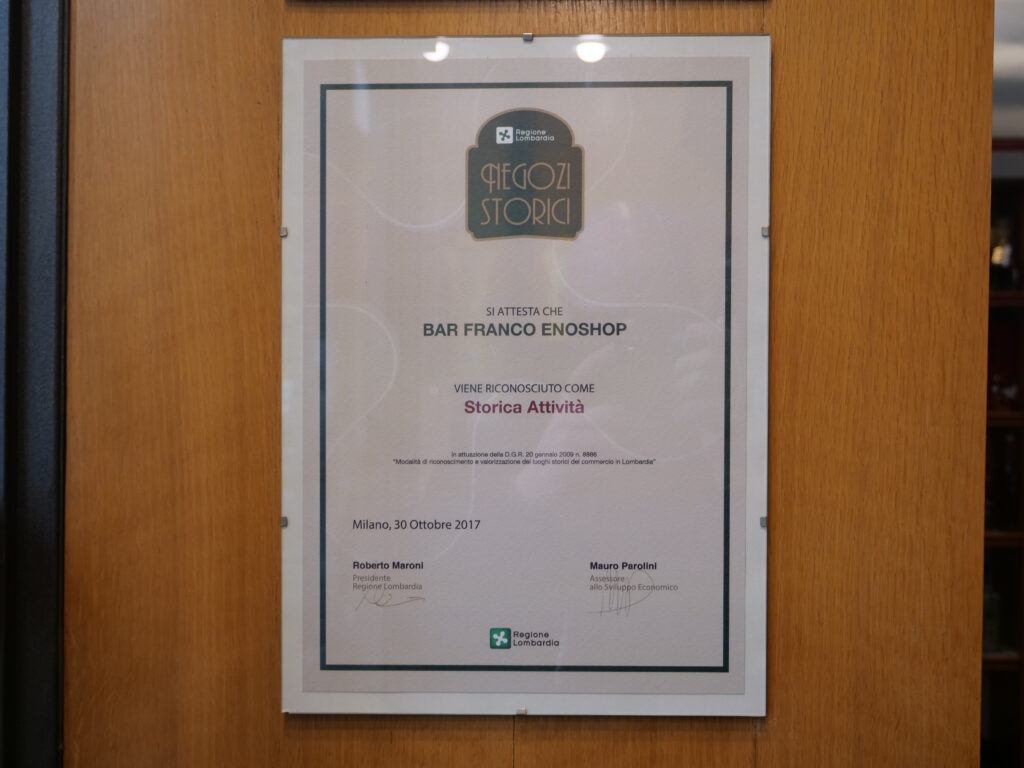 Regione
Lombardia
NEGOZI
STORICI
SI ATTESTA CHE
BAR FRANCO ENOSHOP
VIENE RICONOSCIUTO COME
Storica Attività
In attuazione della D.G.R. 20 gennaio 2009 n. 8886
"Modalità di riconoscimento e valorizzazione dei luoghi storici del commercio in Lombardia"
Milano, 30 Ottobre 2017
Roberto Maroni
Presidente
Regione Lombardia
Mauro Parolini
Assessore
allo Sviluppo Economico
Regione
Lombardia